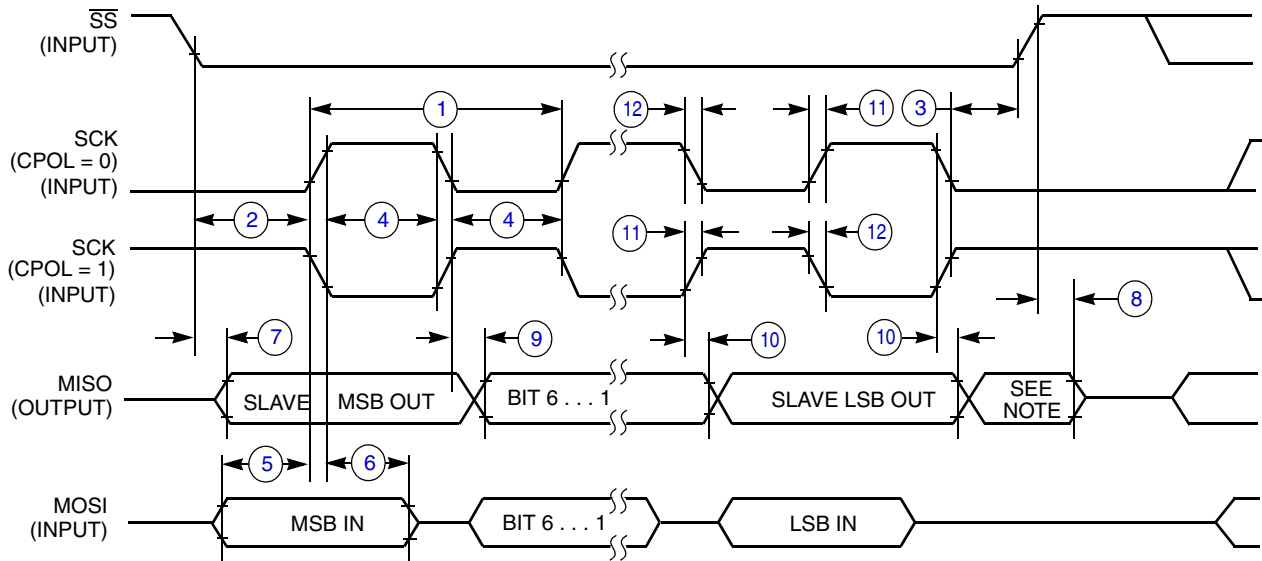 SS
(INPUT)
1
12
11
3
SCK
(CPOL = 0)
(INPUT)
2
4
4
SCK
(CPOL = 1)
(INPUT)
11
12
8
7
9
10
10
MISO
(OUTPUT)
SLAVE MSB OUT
BIT 6 . . . 1
SLAVE LSB OUT
SEE
NOTE
5
6
MOSI
(INPUT)
MSB IN
BIT 6 . . . 1
LSB IN